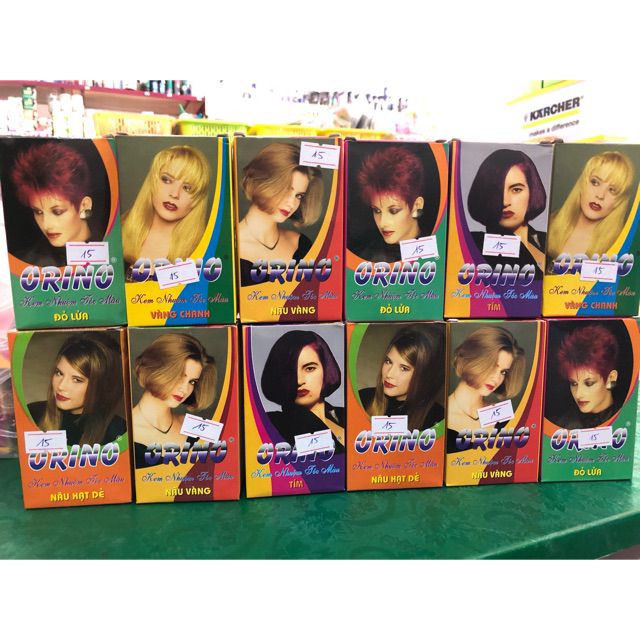 KARCHER
makes a difference
15
ORINO®
Kem Nhuộm Tóc Màu
ĐỎ LỬA
15
ORINO
Kem Nhuộm Tóc Màu
VÀNG CHANH
15
ORINO
Kem Nhuộm Tóc Màu
NÂU VÀNG
15
ORINO®
Kem Nhuộm Tóc Màu
ĐỎ LỬA
15
ORINO
Kem Nhuộm Tóc Màu
TÍM
15
ORINO
Kem Nhuộm Tóc Màu
VÀNG CHANH
15
ORINO®
Kem Nhuộm Tóc Màu
NÂU HẠT DẺ
15
ORINO®
Kem Nhuộm Tóc Màu
NÂU VÀNG
15
ORINO
Kem Nhuộm Tóc Màu
TÍM
15
ORINO®
Kem Nhuộm Tóc Màu
NÂU HẠT DẺ
15
ORINO®
Kem Nhuộm Tóc Màu
NÂU VÀNG
15
ORINO
Kem Nhuộm Tóc Màu
ĐỎ LỬA